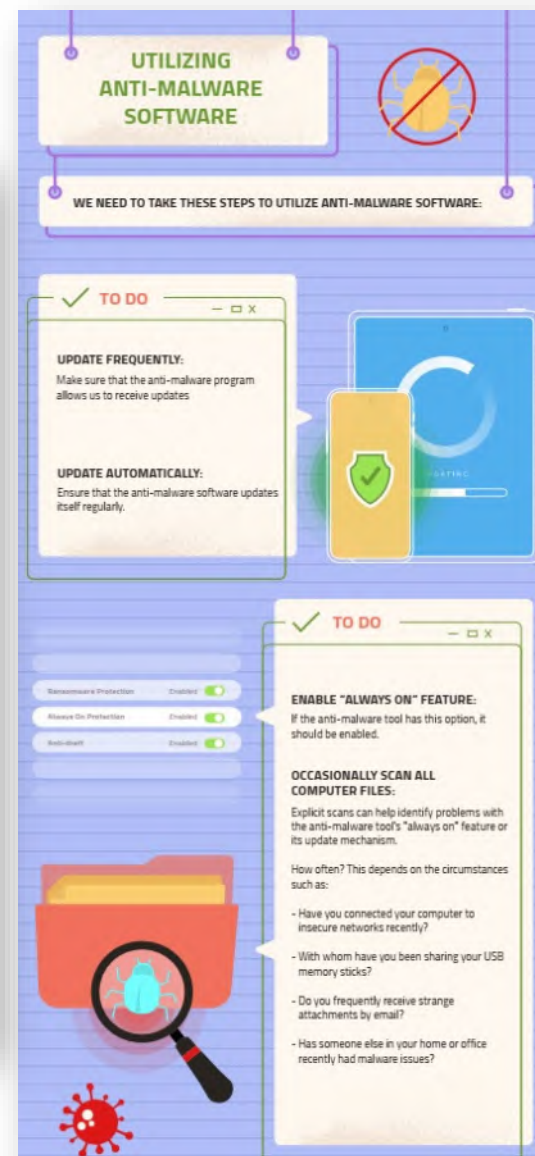 UTILIZING
ANTI-MALWARE
SOFTWARE
WE NEED TO TAKE THESE STEPS TO UTILIZE ANTI-MALWARE SOFTWARE:
TO DO
UPDATE FREQUENTLY:
Make sure that the anti-malware program
allows us to receive updates
UPDATE AUTOMATICALLY:
Ensure that the anti-malware software updates
itself regularly.
TO DO
Ransomware Protection Enabled
Always On Protection Enabled
Anti-theft Enabled
ENABLE "ALWAYS ON" FEATURE:
If the anti-malware tool has this option, it
should be enabled.
OCCASIONALLY SCAN ALL
COMPUTER FILES:
Explicit scans can help identify problems with
the anti-malware tool's "always on" feature or
its update mechanism.
How often? This depends on the circumstances
such as:
- Have you connected your computer to
insecure networks recently?
- With whom have you been sharing your USB
memory sticks?
- Do you frequently receive strange
attachments by email?
- Has someone else in your home or office
recently had malware issues?